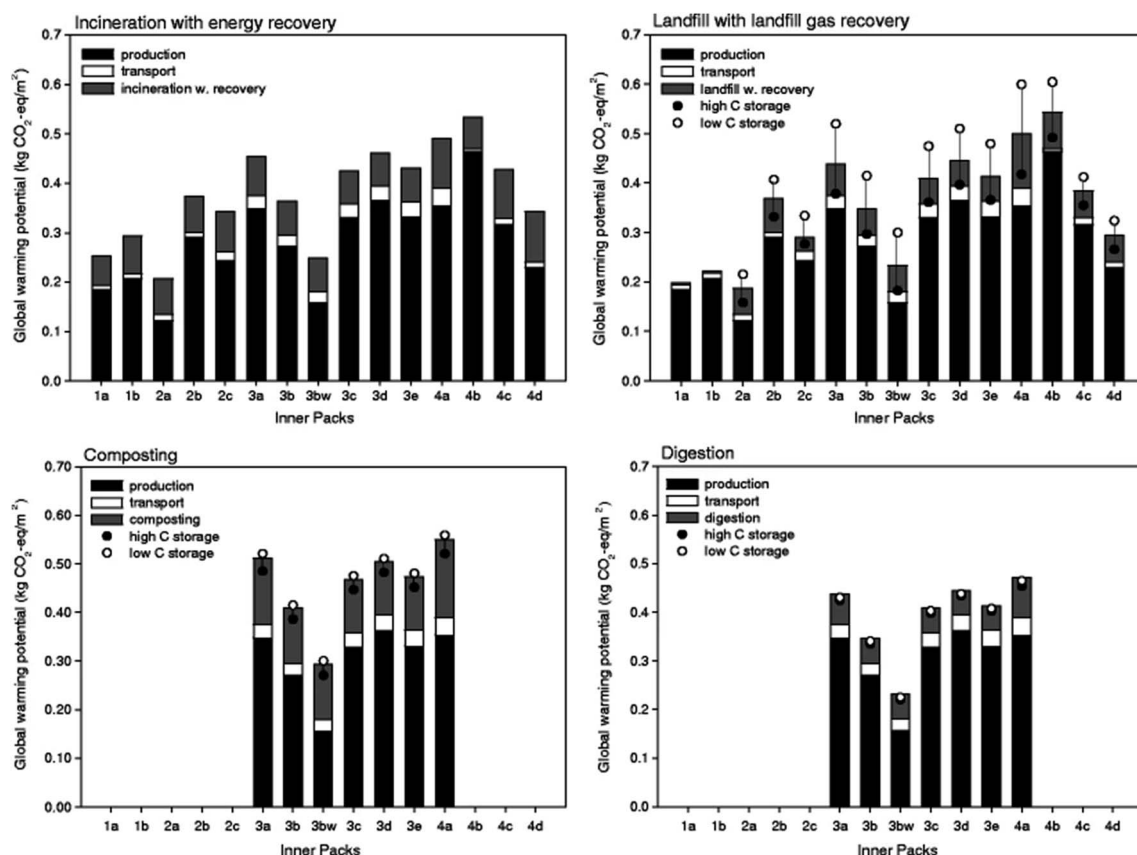 Incineration with energy recovery
0.7
0.6
0.5
0.4
0.3
0.2
0.1
0.0
Global warming potential (kg CO2-eq/m2)
production
transport
incineration w. recovery
1a 1b 2a 2b 2c 3a 3b 3bw 3c 3d 3e 4a 4b 4c 4d
Inner Packs
Landfill with landfill gas recovery
0.7
0.6
0.5
0.4
0.3
0.2
0.1
0.0
Global warming potential (kg CO2-eq/m2)
production
transport
landfill w. recovery
high C storage
low C storage
1a 1b 2a 2b 2c 3a 3b 3bw 3c 3d 3e 4a 4b 4c 4d
Inner Packs
Composting
0.70
0.60
0.50
0.40
0.30
0.20
0.10
0.00
Global warming potential (kg CO2-eq/m2)
production
transport
composting
high C storage
low C storage
1a 1b 2a 2b 2c 3a 3b 3bw 3c 3d 3e 4a 4b 4c 4d
Inner Packs
Digestion
0.7
0.6
0.5
0.4
0.3
0.2
0.1
0.0
Global warming potential (kg CO2-eq/m2)
production
transport
digestion
high C storage
low C storage
1a 1b 2a 2b 2c 3a 3b 3bw 3c 3d 3e 4a 4b 4c 4d
Inner Packs